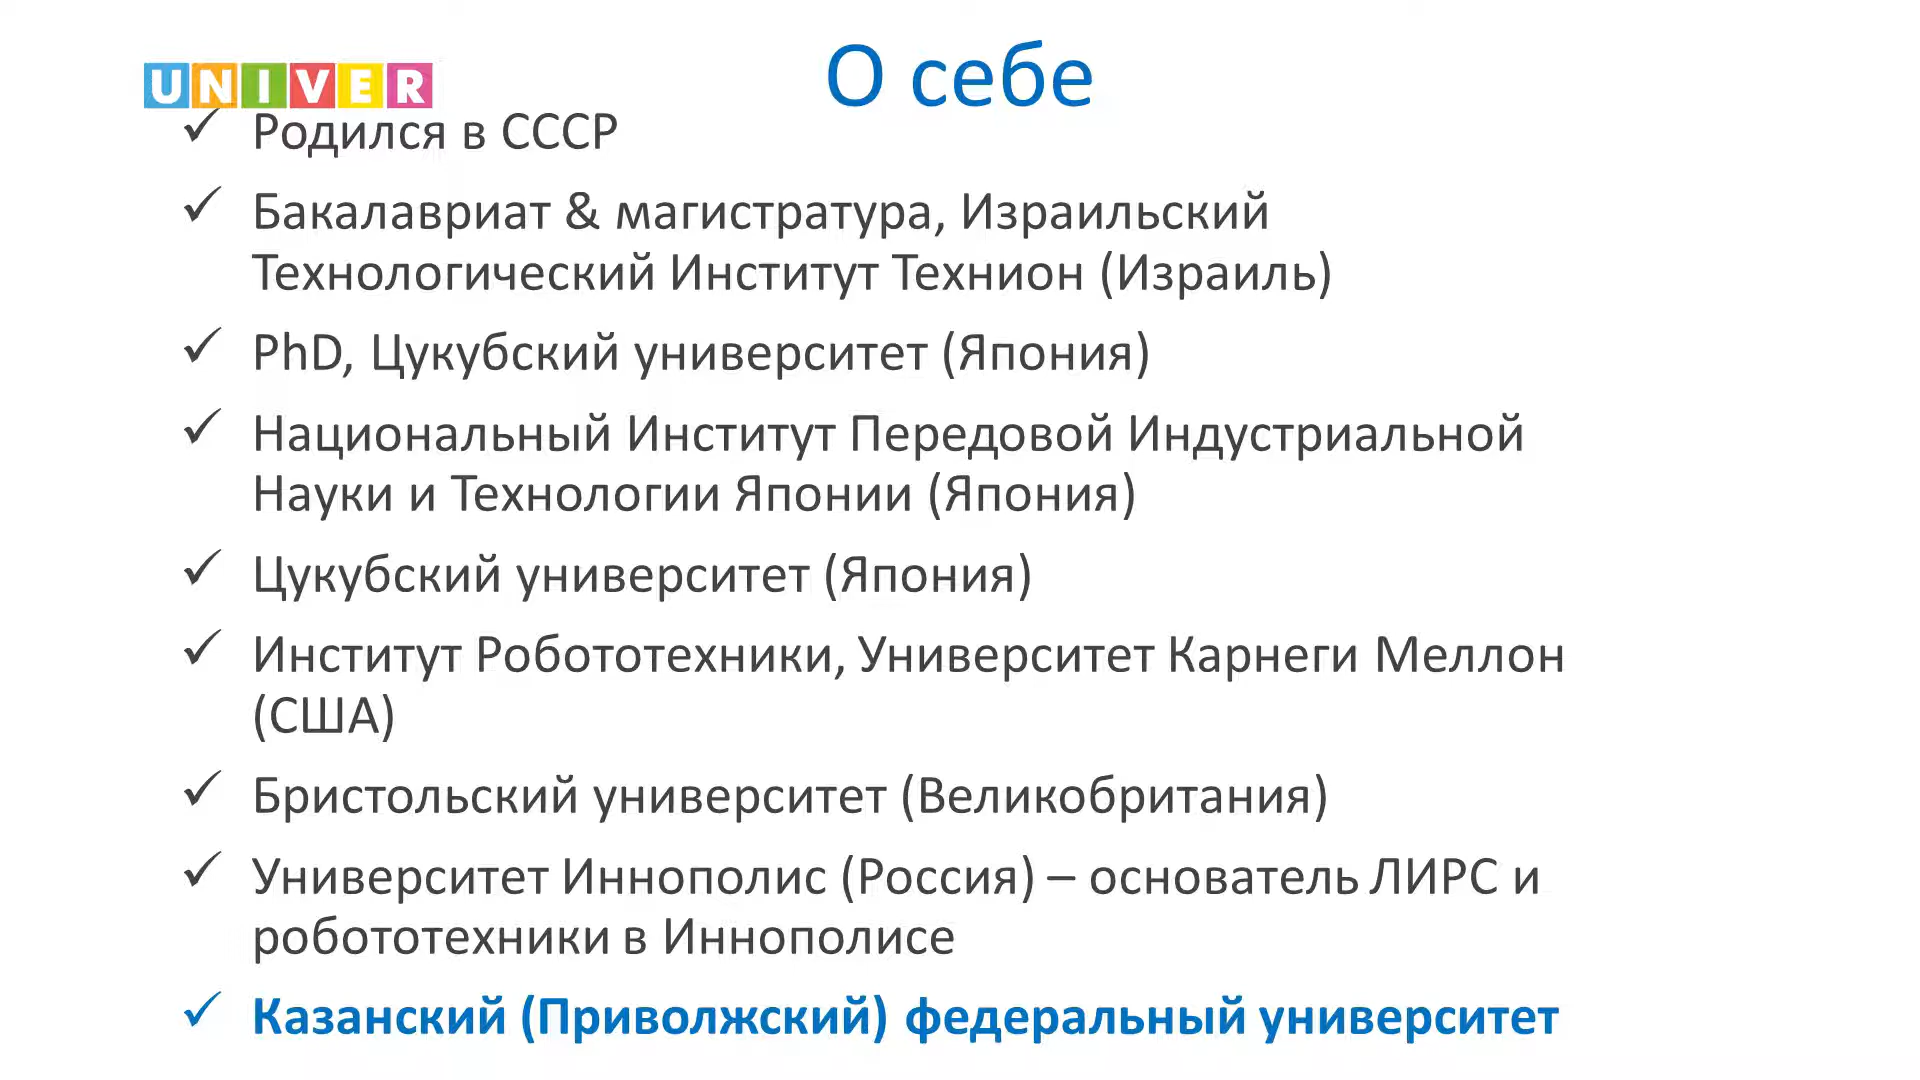 О себе
UNIVER
✓ Родился в СССР
✓ Бакалавриат & магистратура, Израильский
Технологический Институт Технион (Израиль)
✓ PhD, Цукубский университет (Япония)
✓ Национальный Институт Передовой Индустриальной
Науки и Технологии Японии (Япония)
✓ Цукубский университет (Япония)
✓ Институт Робототехники, Университет Карнеги Меллон
(США)
✓ Бристольский университет (Великобритания)
✓ Университет Иннополис (Россия) – основатель ЛИРС и
робототехники в Иннополисе
✓ Казанский (Приволжский) федеральный университет